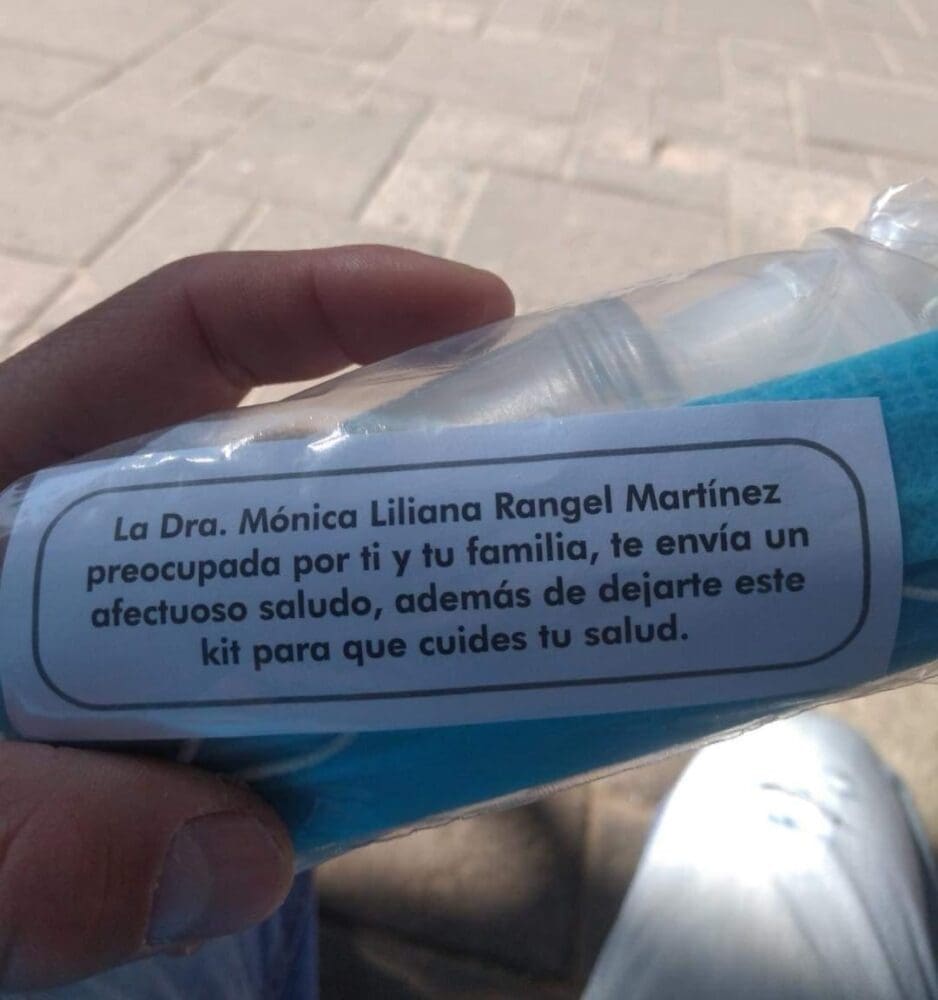 La Dra. Mónica Liliana Rangel Martínez
preocupada por ti y tu familia, te envía un
afectuoso saludo, además de dejarte este
kit para que cuides tu salud.